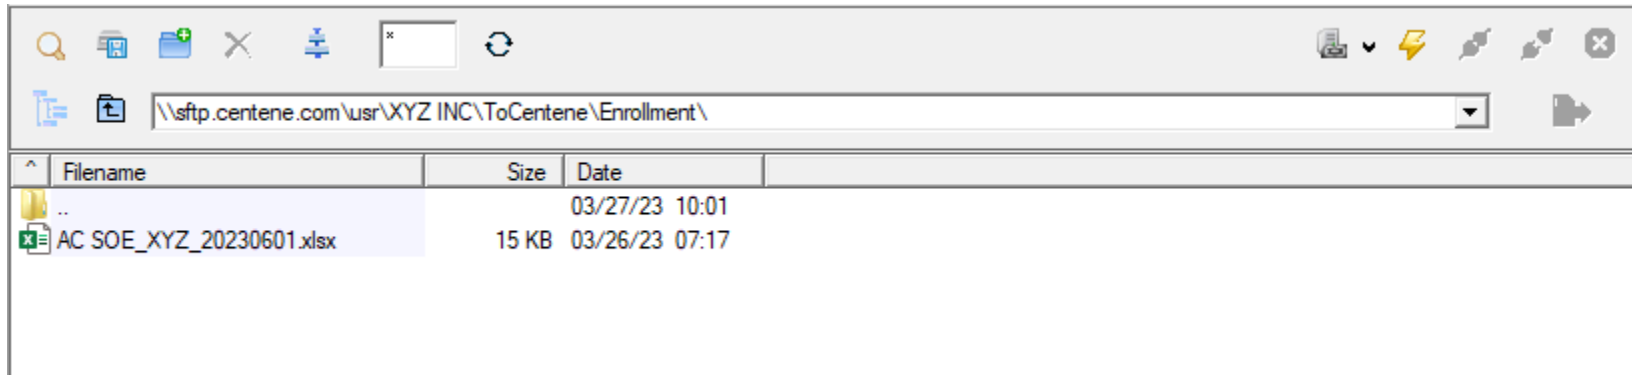 *
\\sftp.centene.com\usr\XYZ INC\ToCentene\Enrollment\
^ Filename Size Date
.. 03/27/23 10:01
AC SOE_XYZ_20230601.xlsx 15 KB 03/26/23 07:17